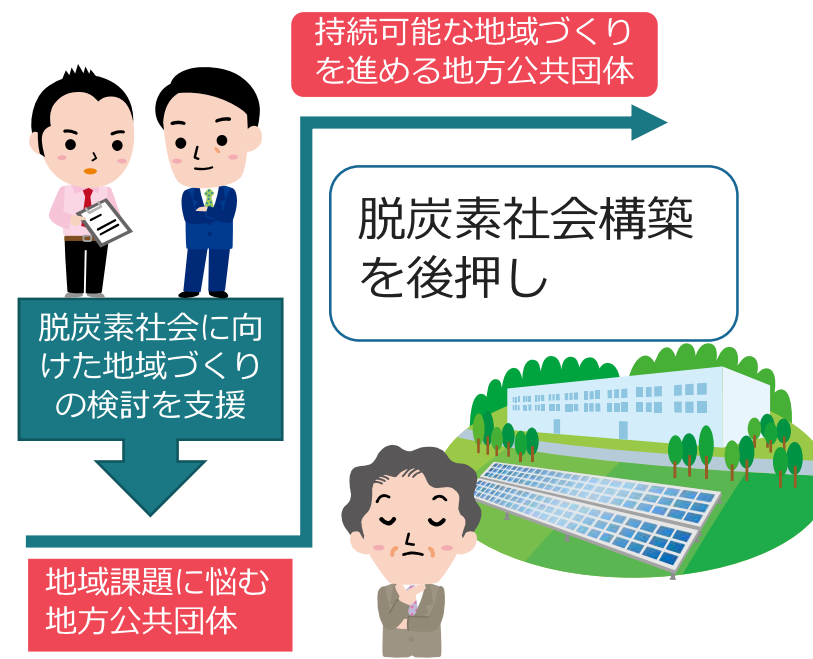 持続可能な地域づくり
を進める地方公共団体
脱炭素社会構築
を後押し
脱炭素社会に向
けた地域づくり
の検討を支援
地域課題に悩む
地方公共団体